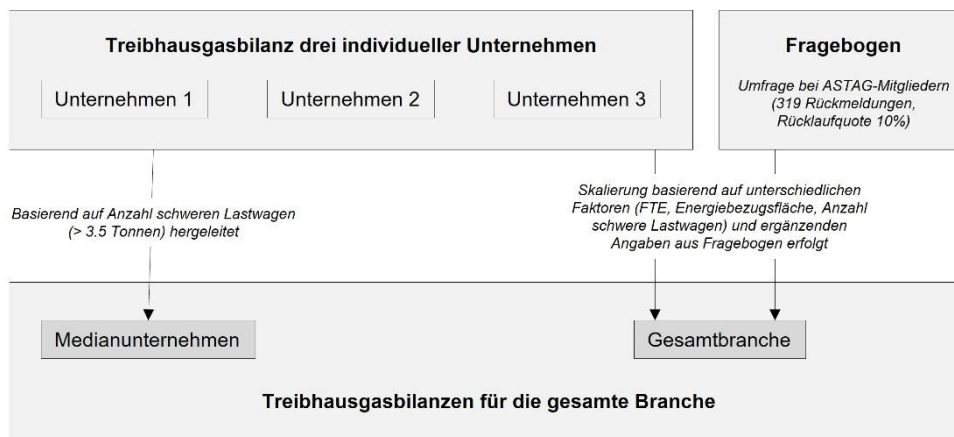 Treibhausgasbilanz drei individueller Unternehmen
Unternehmen 1
Unternehmen 2
Unternehmen 3
Fragebogen
Umfrage bei ASTAG-Mitgliedern
(319 Rückmeldungen,
Rücklaufquote 10%)
Basierend auf Anzahl schweren Lastwagen
(> 3.5 Tonnen) hergeleitet
Skalierung basierend auf unterschiedlichen
Faktoren (FTE, Energiebezugsfläche, Anzahl
schwere Lastwagen) und ergänzenden
Angaben aus Fragebogen erfolgt
Medianunternehmen
Gesamtbranche
Treibhausgasbilanzen für die gesamte Branche